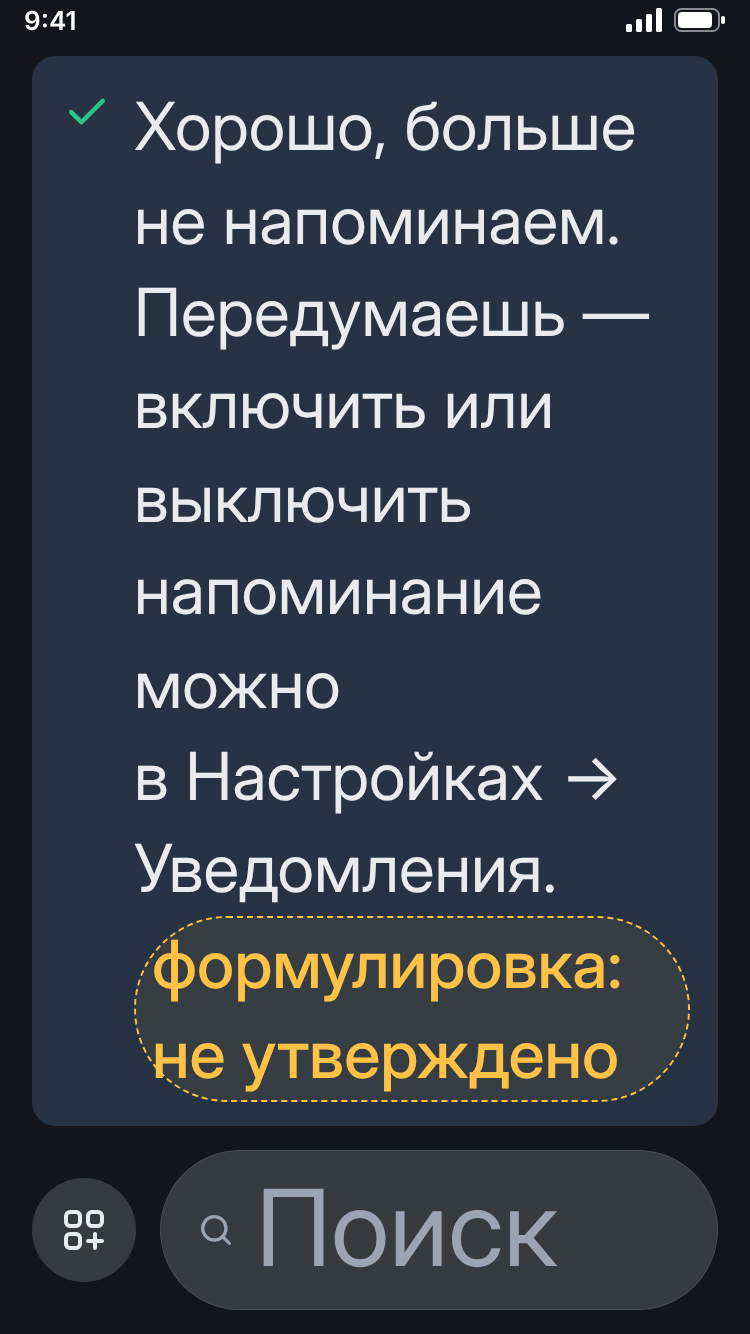 9:41
Хорошо, больше
не напоминаем.
Передумаешь —
включить или
выключить
напоминание
можно
в Настройках →
Уведомления.
формулировка:
не утверждено
Поиск